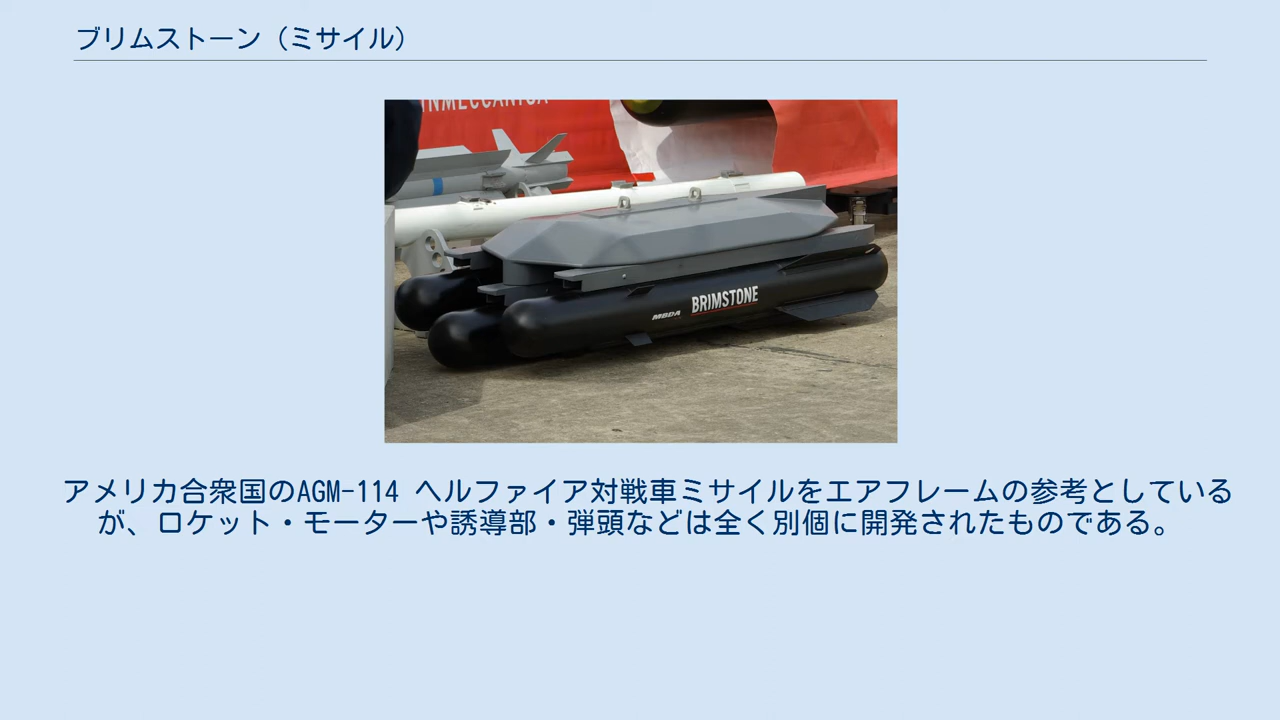 ブリムストーン（ミサイル）
BRIMSTONE
MBDA
アメリカ合衆国のAGM-114 ヘルファイア対戦車ミサイルをエアフレームの参考としている
が、ロケット・モーターや誘導部・弾頭などは全く別個に開発されたものである。